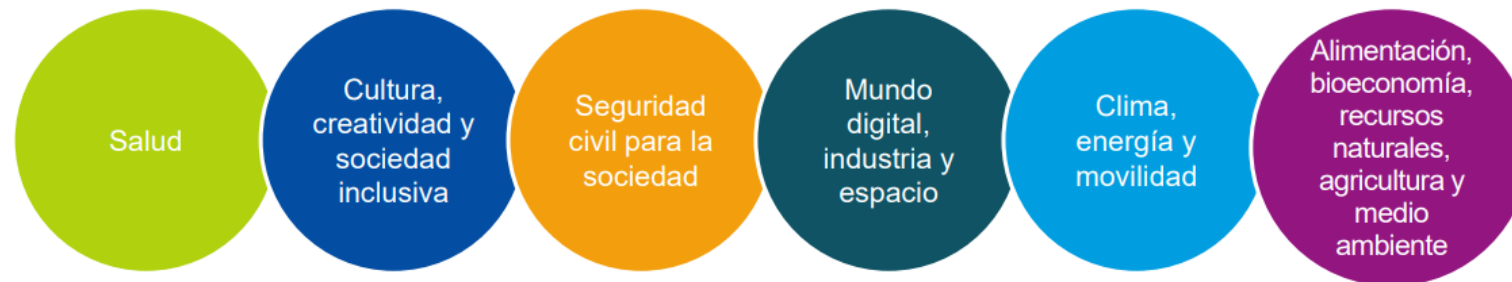 Salud
Cultura,
creatividad y
sociedad
inclusiva
Seguridad
civil para la
sociedad
Mundo
digital,
industria y
espacio
Clima,
energía y
movilidad
Alimentación,
bioeconomía,
recursos
naturales,
agricultura y
medio
ambiente